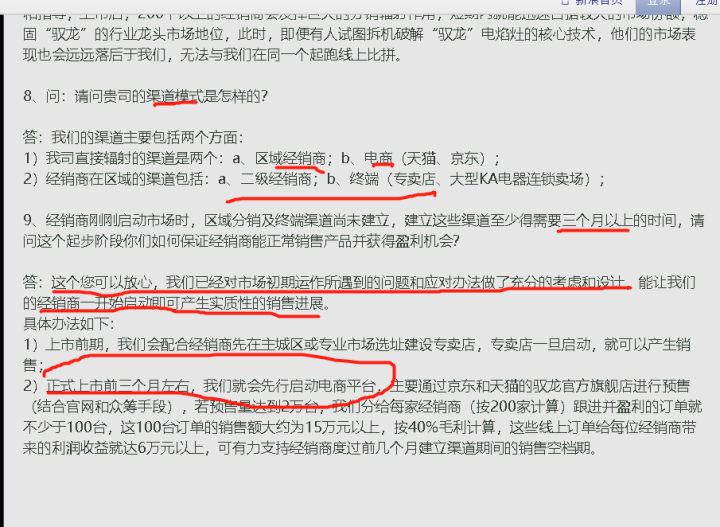 新浪首页
登录
注册
相指导，上市后，200个以上的经销商会发挥巨大的分销辐射作用，短期内就能迅速占据较大的市场份额，稳
固“驭龙”的行业龙头市场地位，此时，即便有人试图拆机破解“驭龙”电焰灶的核心技术，他们的市场表
现也会远远落后于我们，无法与我们在同一个起跑线上比拼。
8、问：请问贵司的渠道模式是怎样的?
答：我们的渠道主要包括两个方面：
1）我司直接辐射的渠道是两个：a、区域经销商；b、电商（天猫、京东）；
2）经销商在区域的渠道包括：a、二级经销商；b、终端（专卖店、大型KA电器连锁卖场）；
9、经销商刚刚启动市场时，区域分销及终端渠道尚未建立，建立这些渠道至少得需要三个月以上的时间，请
问这个起步阶段你们如何保证经销商能正常销售产品并获得盈利机会?
答：这个您可以放心，我们已经对市场初期运作所遇到的问题和应对办法做了充分的考虑和设计，能让我们
的经销商一开始启动即可产生实质性的销售进展。
具体办法如下：
1）上市前期，我们会配合经销商先在主城区或专业市场选址建设专卖店，专卖店一旦启动，就可以产生销
售；
2）正式上市前三个月左右，我们就会先行启动电商平台，主要通过京东和天猫的驭龙官方旗舰店进行预售
（结合官网和众筹手段），若预售量达到2万台，我们分给每家经销商（按200家计算）跟进并盈利的订单就
不少于100台，这100台订单的销售额大约为15万元以上，按40%毛利计算，这些线上订单给每位经销商带
来的利润收益就达6万元以上，可有力支持经销商度过前几个月建立渠道期间的销售空档期。